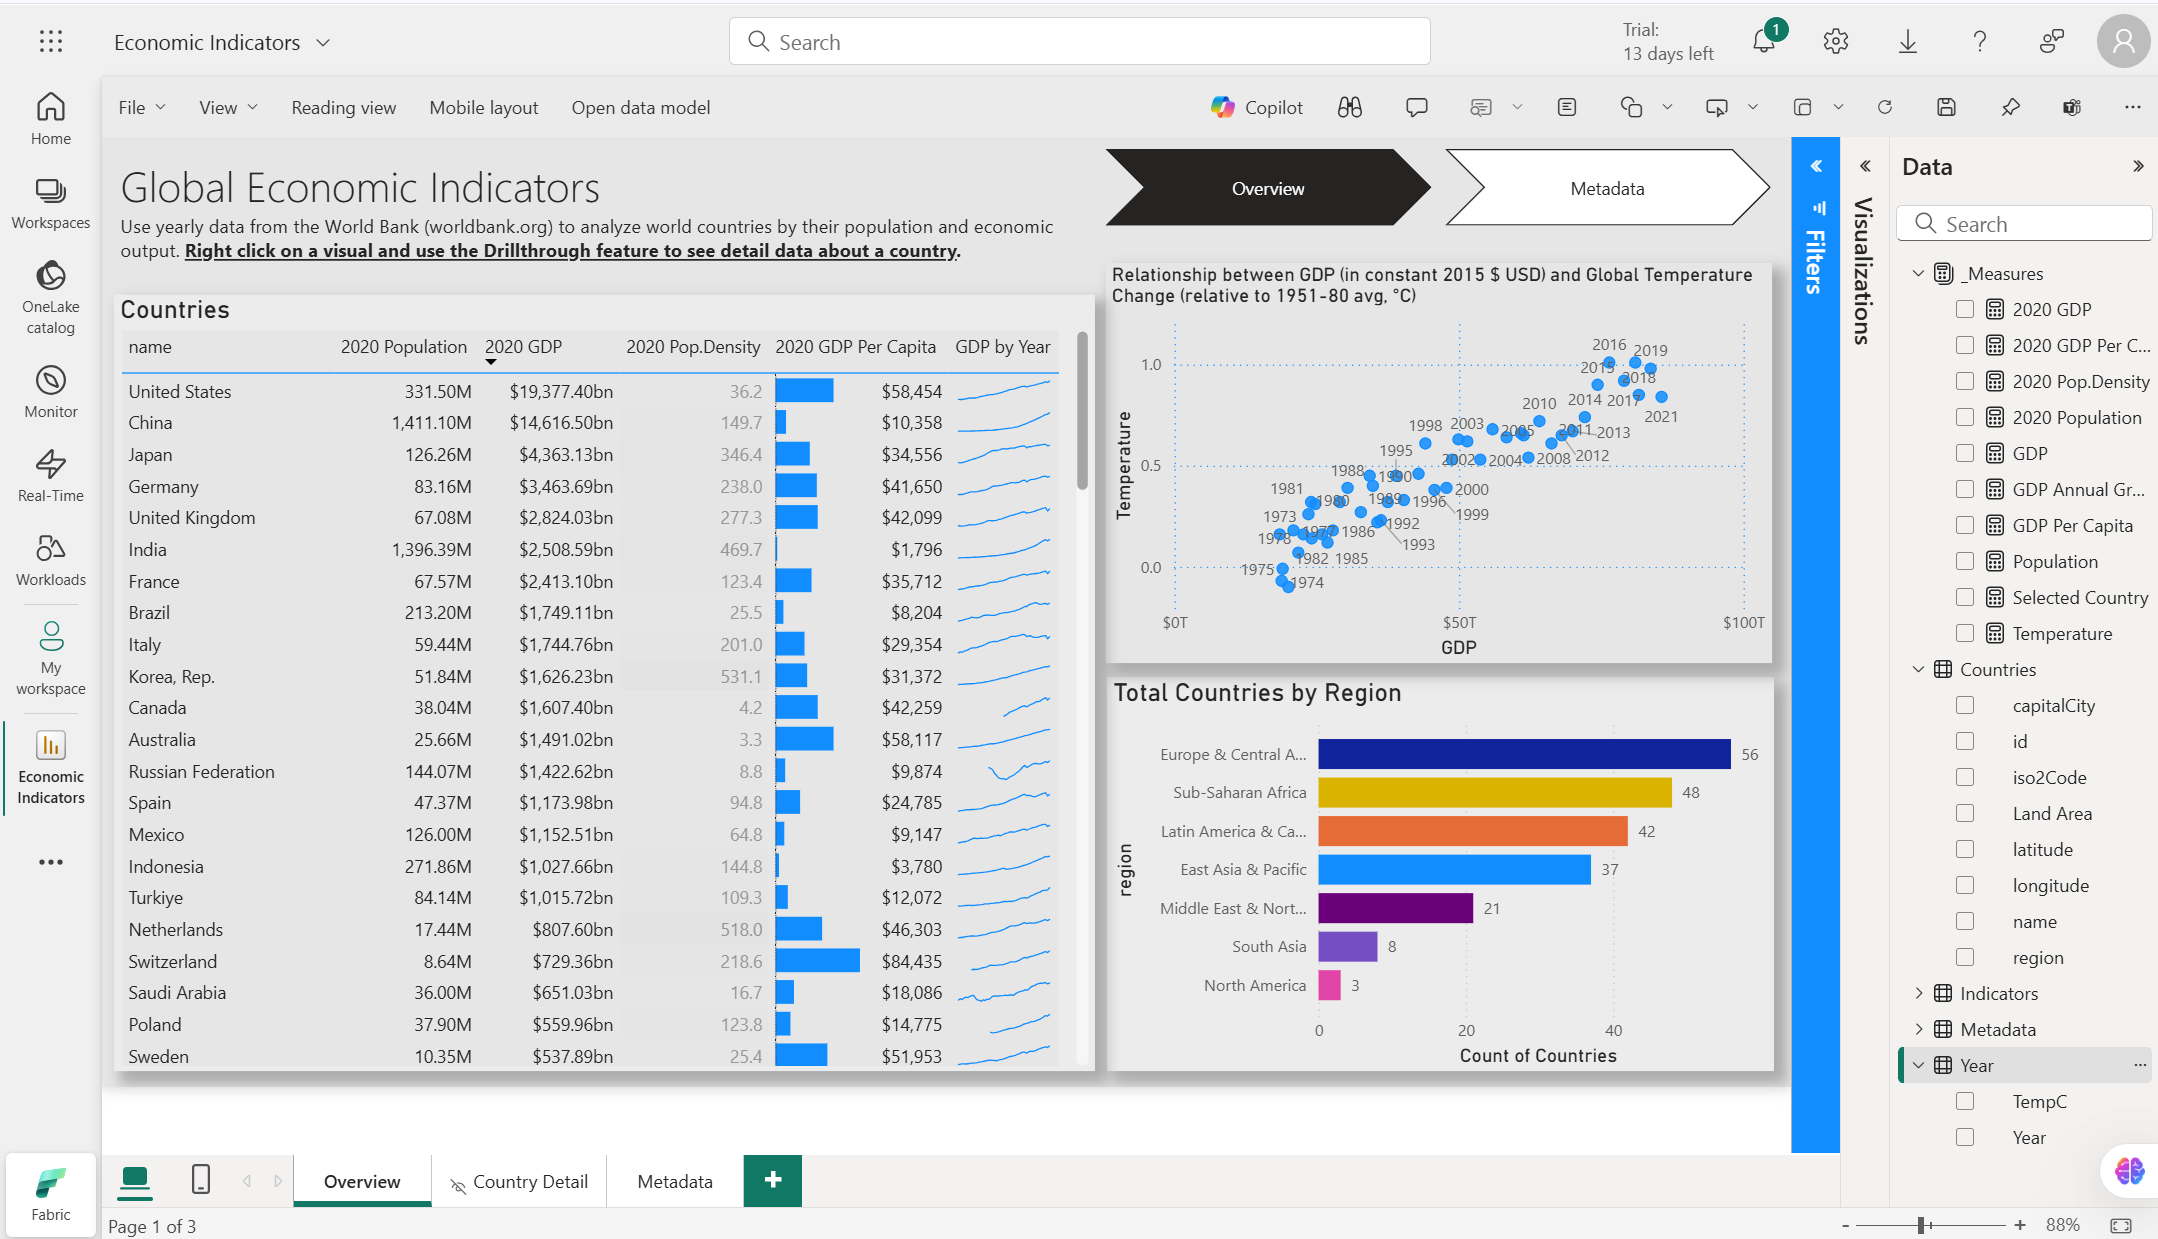 Economic Indicators
Search
Trial:
13 days left
1
Home
Workspaces
OneLake
catalog
Monitor
Real-Time
Workloads
My
workspace
Economic
Indicators
Fabric
File
View
Reading view
Mobile layout
Open data model
Copilot
Global Economic Indicators
Use yearly data from the World Bank (worldbank.org) to analyze world countries by their population and economic
output. Right click on a visual and use the Drillthrough feature to see detail data about a country.
Overview
Metadata
Countries
name 2020 Population 2020 GDP 2020 Pop.Density 2020 GDP Per Capita GDP by Year
United States 331.50M $19,377.40bn 36.2 $58,454
China 1,411.10M $14,616.50bn 149.7 $10,358
Japan 126.26M $4,363.13bn 346.4 $34,556
Germany 83.16M $3,463.69bn 238.0 $41,650
United Kingdom 67.08M $2,824.03bn 277.3 $42,099
India 1,396.39M $2,508.59bn 469.7 $1,796
France 67.57M $2,413.10bn 123.4 $35,712
Brazil 213.20M $1,749.11bn 25.5 $8,204
Italy 59.44M $1,744.76bn 201.0 $29,354
Korea, Rep. 51.84M $1,626.23bn 531.1 $31,372
Canada 38.04M $1,607.40bn 4.2 $42,259
Australia 25.66M $1,491.02bn 3.3 $58,117
Russian Federation 144.07M $1,422.62bn 8.8 $9,874
Spain 47.37M $1,173.98bn 94.8 $24,785
Mexico 126.00M $1,152.51bn 64.8 $9,147
Indonesia 271.86M $1,027.66bn 144.8 $3,780
Turkiye 84.14M $1,015.72bn 109.3 $12,072
Netherlands 17.44M $807.60bn 518.0 $46,303
Switzerland 8.64M $729.36bn 218.6 $84,435
Saudi Arabia 36.00M $651.03bn 16.7 $18,086
Poland 37.90M $559.96bn 123.8 $14,775
Sweden 10.35M $537.89bn 25.4 $51,953
Relationship between GDP (in constant 2015 $ USD) and Global Temperature
Change (relative to 1951-80 avg, °C)
Temperature
1.0
0.5
0.0
2016 2019
2015 2018
2010 2014 2017
2021
1998 2003 2005 2011 2013
1995 2002 2004 2008 2012
1988 1990
1981 1980 1989 1996 2000
1973 1999
1978 1977 1986 1992
1993
1975 1982 1985
1974
$0T $50T $100T
GDP
Total Countries by Region
region
Europe & Central A... 56
Sub-Saharan Africa 48
Latin America & Ca... 42
East Asia & Pacific 37
Middle East & Nort... 21
South Asia 8
North America 3
0 20 40
Count of Countries
Filters
Visualizations
Data
Search
_Measures
2020 GDP
2020 GDP Per C...
2020 Pop.Density
2020 Population
GDP
GDP Annual Gr...
GDP Per Capita
Population
Selected Country
Temperature
Countries
capitalCity
id
iso2Code
Land Area
latitude
longitude
name
region
Indicators
Metadata
Year
TempC
Year
Overview
Country Detail
Metadata
+
Page 1 of 3
- + 88%